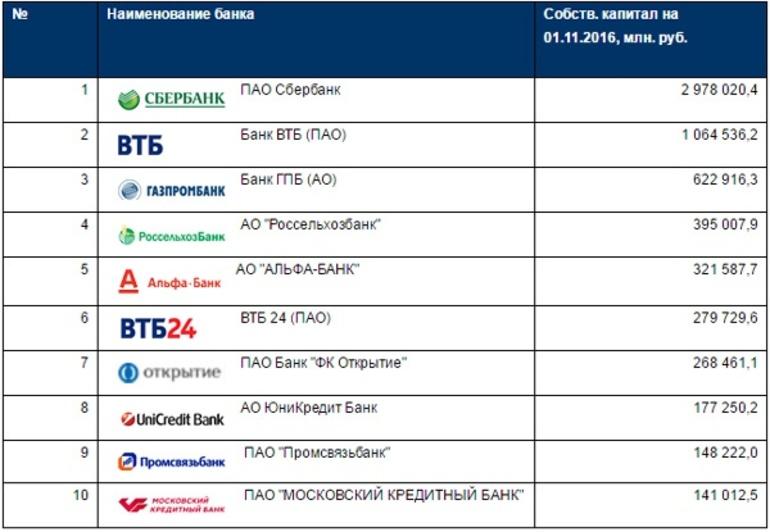 № Наименование банка Собств. капитал на
01.11.2016, млн. руб.
1 СБЕРБАНК ПАО Сбербанк 2 978 020,4
2 ВТБ Банк ВТБ (ПАО) 1 064 536,2
3 ГАЗПРОМБАНК Банк ГПБ (АО) 622 916,3
4 РоссельхозБанк АО "Россельхозбанк" 395 007,9
5 А Альфа·Банк АО "АЛЬФА-БАНК" 321 587,7
6 ВТБ24 ВТБ 24 (ПАО) 279 729,6
7 открытие ПАО Банк "ФК Открытие" 268 461,1
8 UniCredit Bank АО ЮниКредит Банк 177 250,2
9 Промсвязьбанк ПАО "Промсвязьбанк" 148 222,0
10 МОСКОВСКИЙ КРЕДИТНЫЙ БАНК ПАО "МОСКОВСКИЙ КРЕДИТНЫЙ БАНК" 141 012,5